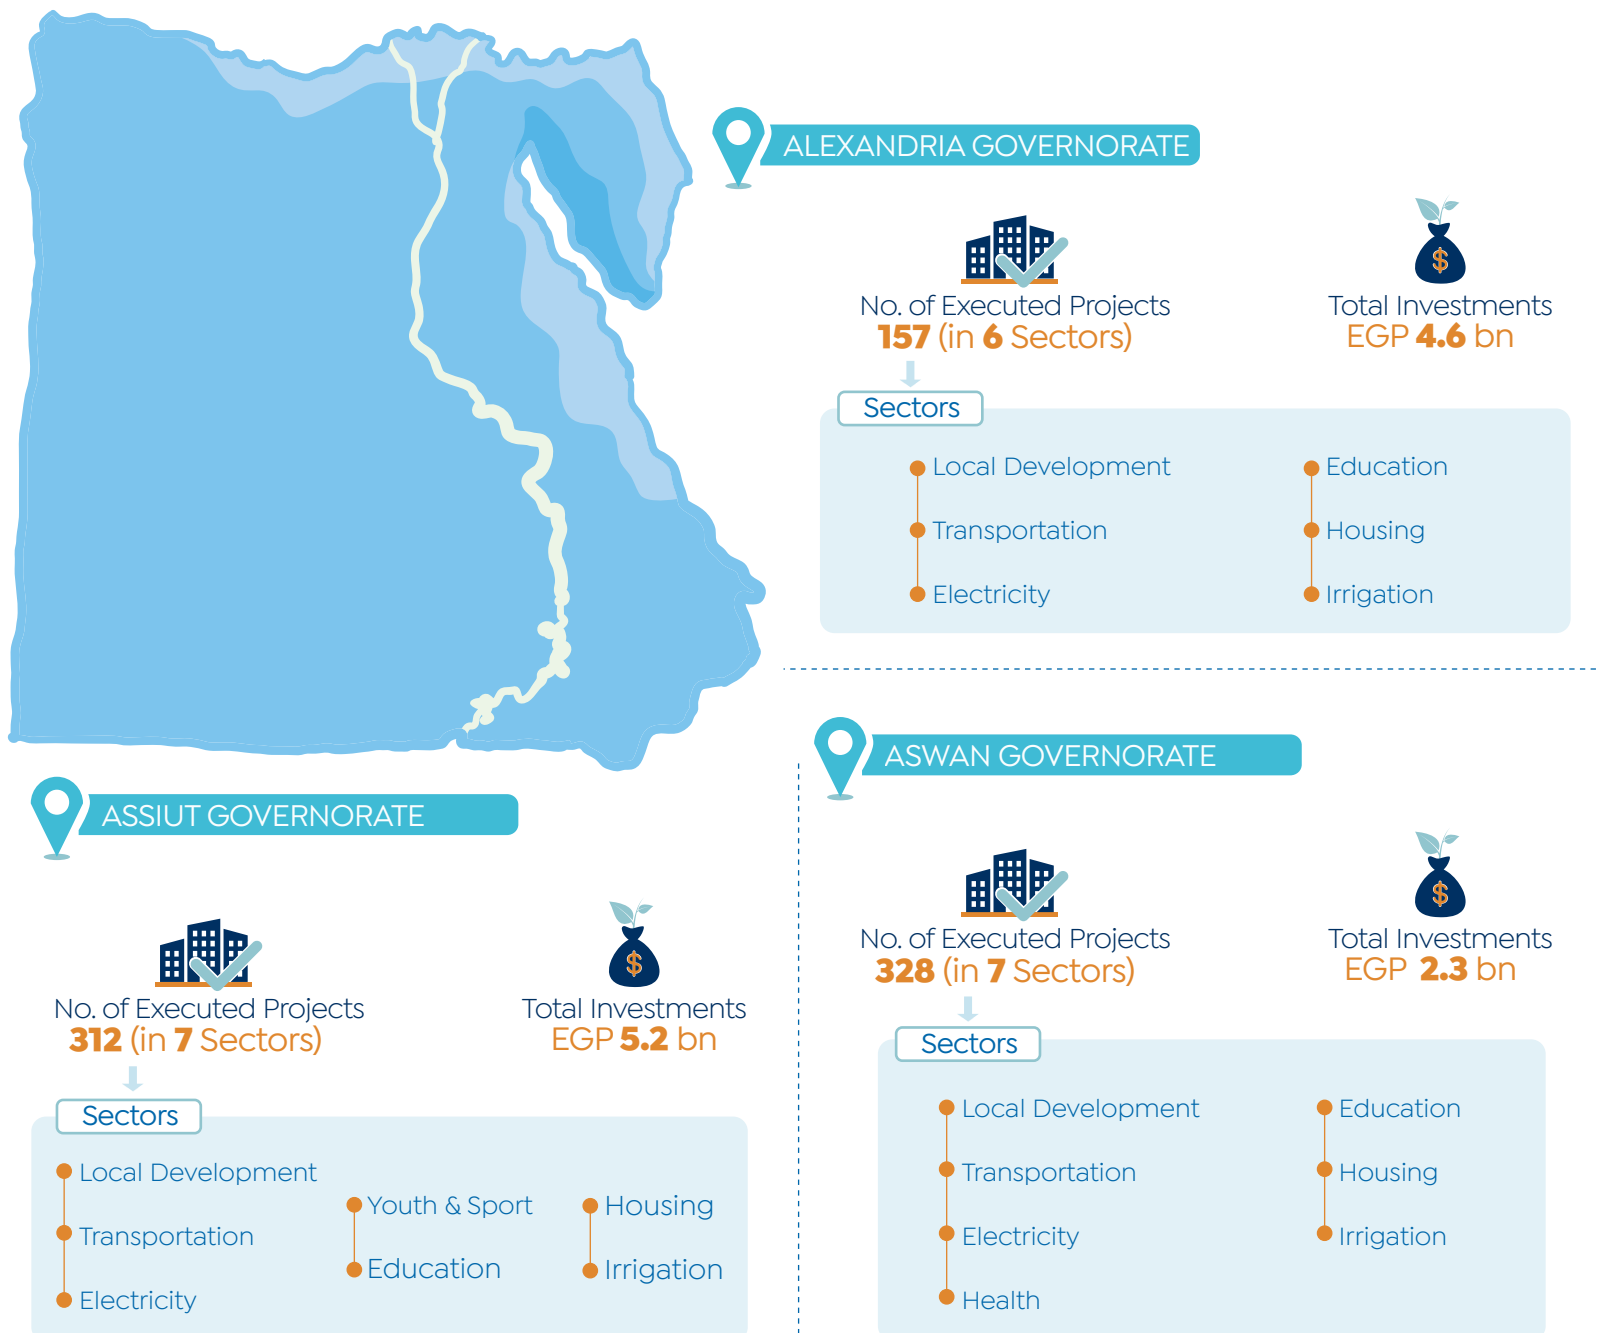 ALEXANDRIA GOVERNORATE
No. of Executed Projects
157 (in 6 Sectors)
Total Investments
EGP 4.6 bn
Sectors
Local Development
Transportation
Electricity
Education
Housing
Irrigation
ASSIUT GOVERNORATE
No. of Executed Projects
312 (in 7 Sectors)
Total Investments
EGP 5.2 bn
Sectors
Local Development
Transportation
Electricity
Youth & Sport
Education
Housing
Irrigation
ASWAN GOVERNORATE
No. of Executed Projects
328 (in 7 Sectors)
Total Investments
EGP 2.3 bn
Sectors
Local Development
Transportation
Electricity
Health
Education
Housing
Irrigation